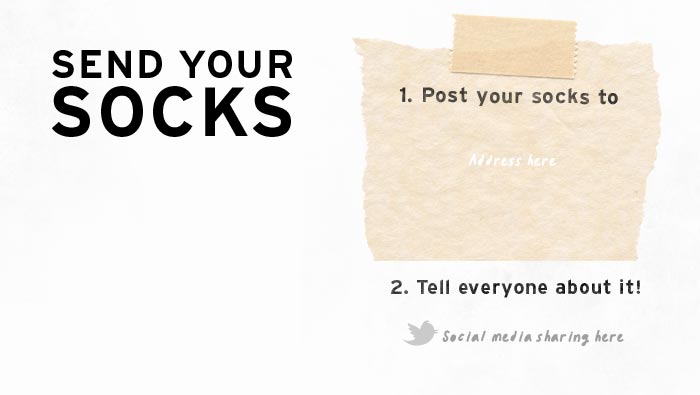 SEND YOUR
SOCKS
1. Post your socks to
Address here
2. Tell everyone about it!
Social media sharing here